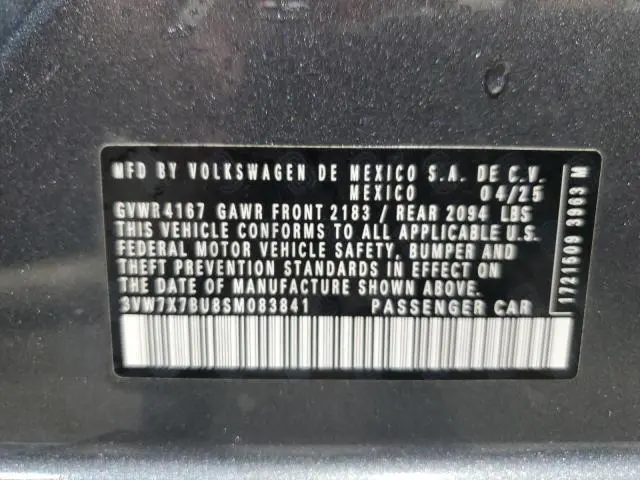 MFD BY VOLKSWAGEN DE MEXICO S.A. DE C.V.
MEXICO 04/25
GVWR 4167 GAWR FRONT 2183 / REAR 2094 LBS
THIS VEHICLE CONFORMS TO ALL APPLICABLE U.S.
FEDERAL MOTOR VEHICLE SAFETY, BUMPER AND
THEFT PREVENTION STANDARDS IN EFFECT ON
THE DATE OF MANUFACTURE SHOWN ABOVE.
3VW7X7BU8SM083841 PASSENGER CAR
1721509 3963 M